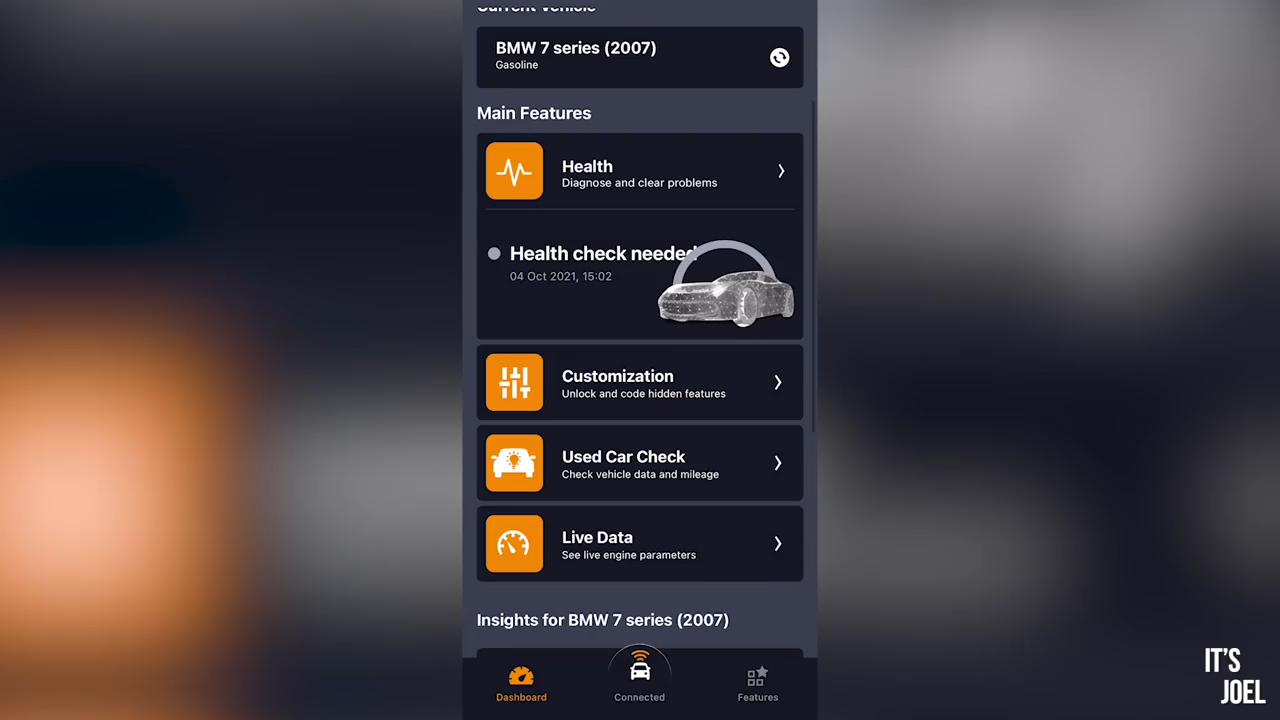 Current Vehicle
BMW 7 series (2007)
Gasoline
Main Features
Health
Diagnose and clear problems
Health check needed
04 Oct 2021, 15:02
Customization
Unlock and code hidden features
Used Car Check
Check vehicle data and mileage
Live Data
See live engine parameters
Insights for BMW 7 series (2007)
Dashboard
Connected
Features
IT'S
JOEL